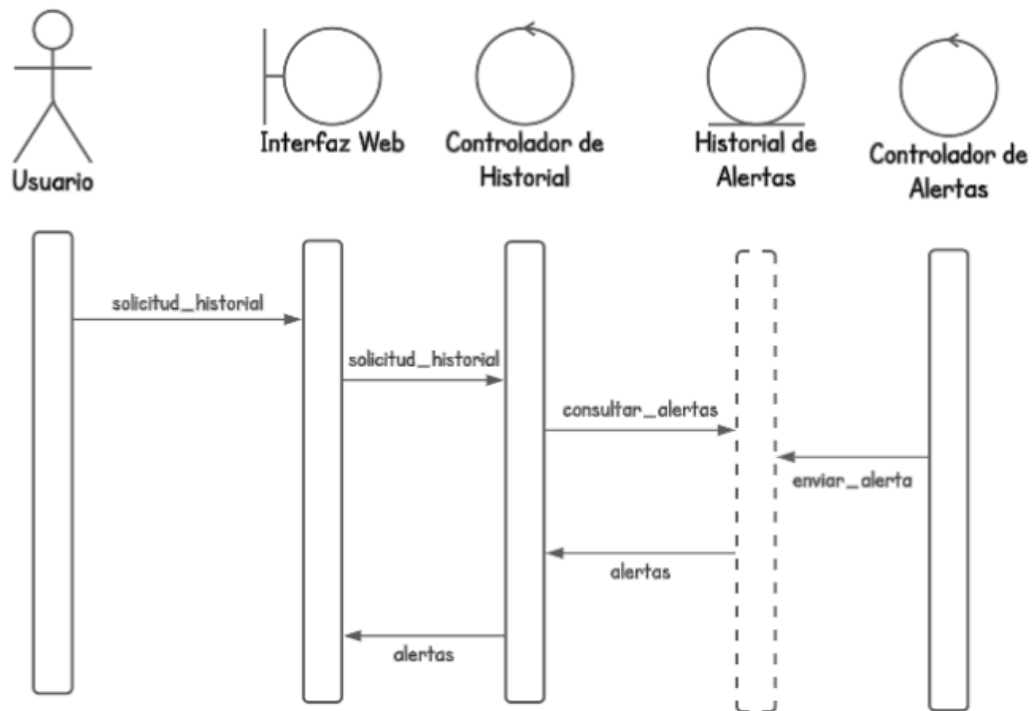 Usuario
Interfaz Web
Controlador de
Historial
Historial de
Alertas
Controlador de
Alertas
solicitud_historial
solicitud_historial
consultar_alertas
enviar_alerta
alertas
alertas